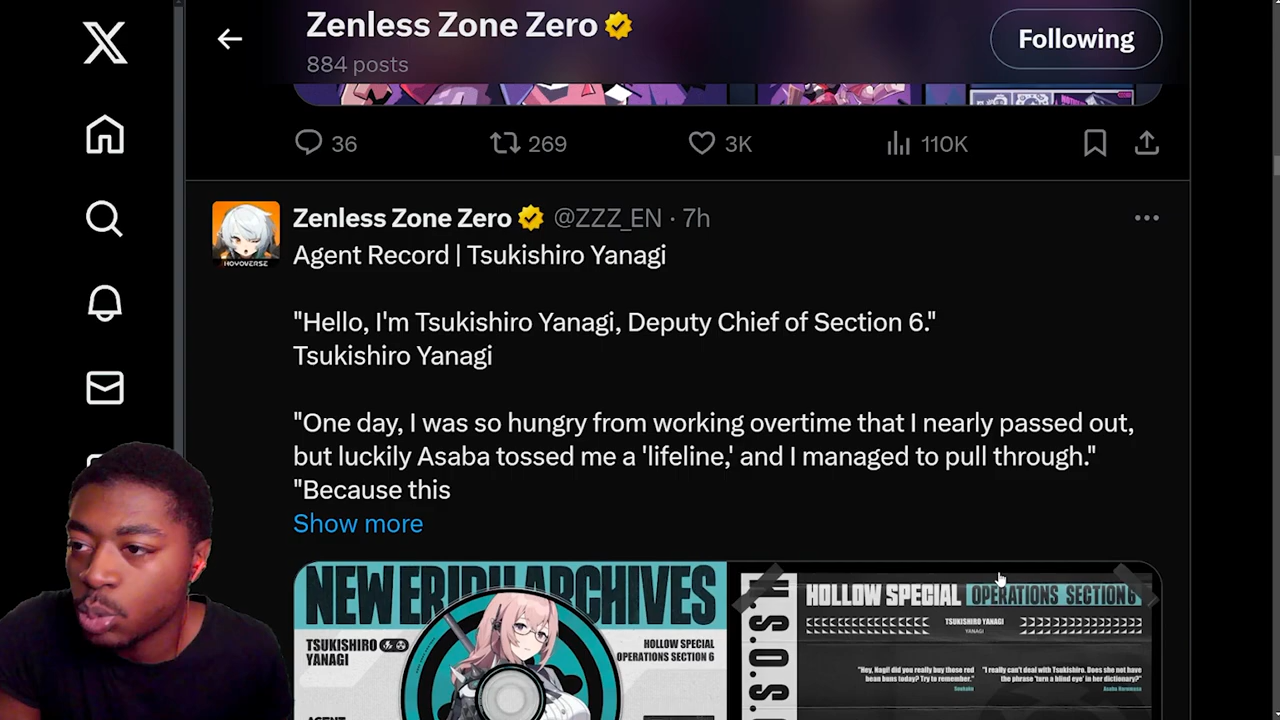 Zenless Zone Zero
884 posts
Following
36
269
3K
110K
Zenless Zone Zero @ZZZ_EN · 7h
Agent Record | Tsukishiro Yanagi
"Hello, I'm Tsukishiro Yanagi, Deputy Chief of Section 6."
Tsukishiro Yanagi
"One day, I was so hungry from working overtime that I nearly passed out,
but luckily Asaba tossed me a 'lifeline,' and I managed to pull through."
"Because this
Show more
HOYOVERSE
NEW ERIDU ARCHIVES
TSUKISHIRO
YANAGI
HOLLOW SPECIAL
OPERATIONS SECTION 6
AGENT
H.S.O.S
HOLLOW SPECIAL OPERATIONS SECTION 6
TSUKISHIRO YANAGI
YANAGI
"Hey, Nagi! did you really buy those red
bean buns today? Try to remember."
Soukaku
"I really can't deal with Tsukishiro. Does she not have
the phrase 'turn a blind eye' in her dictionary?"
Asaba Harumasa